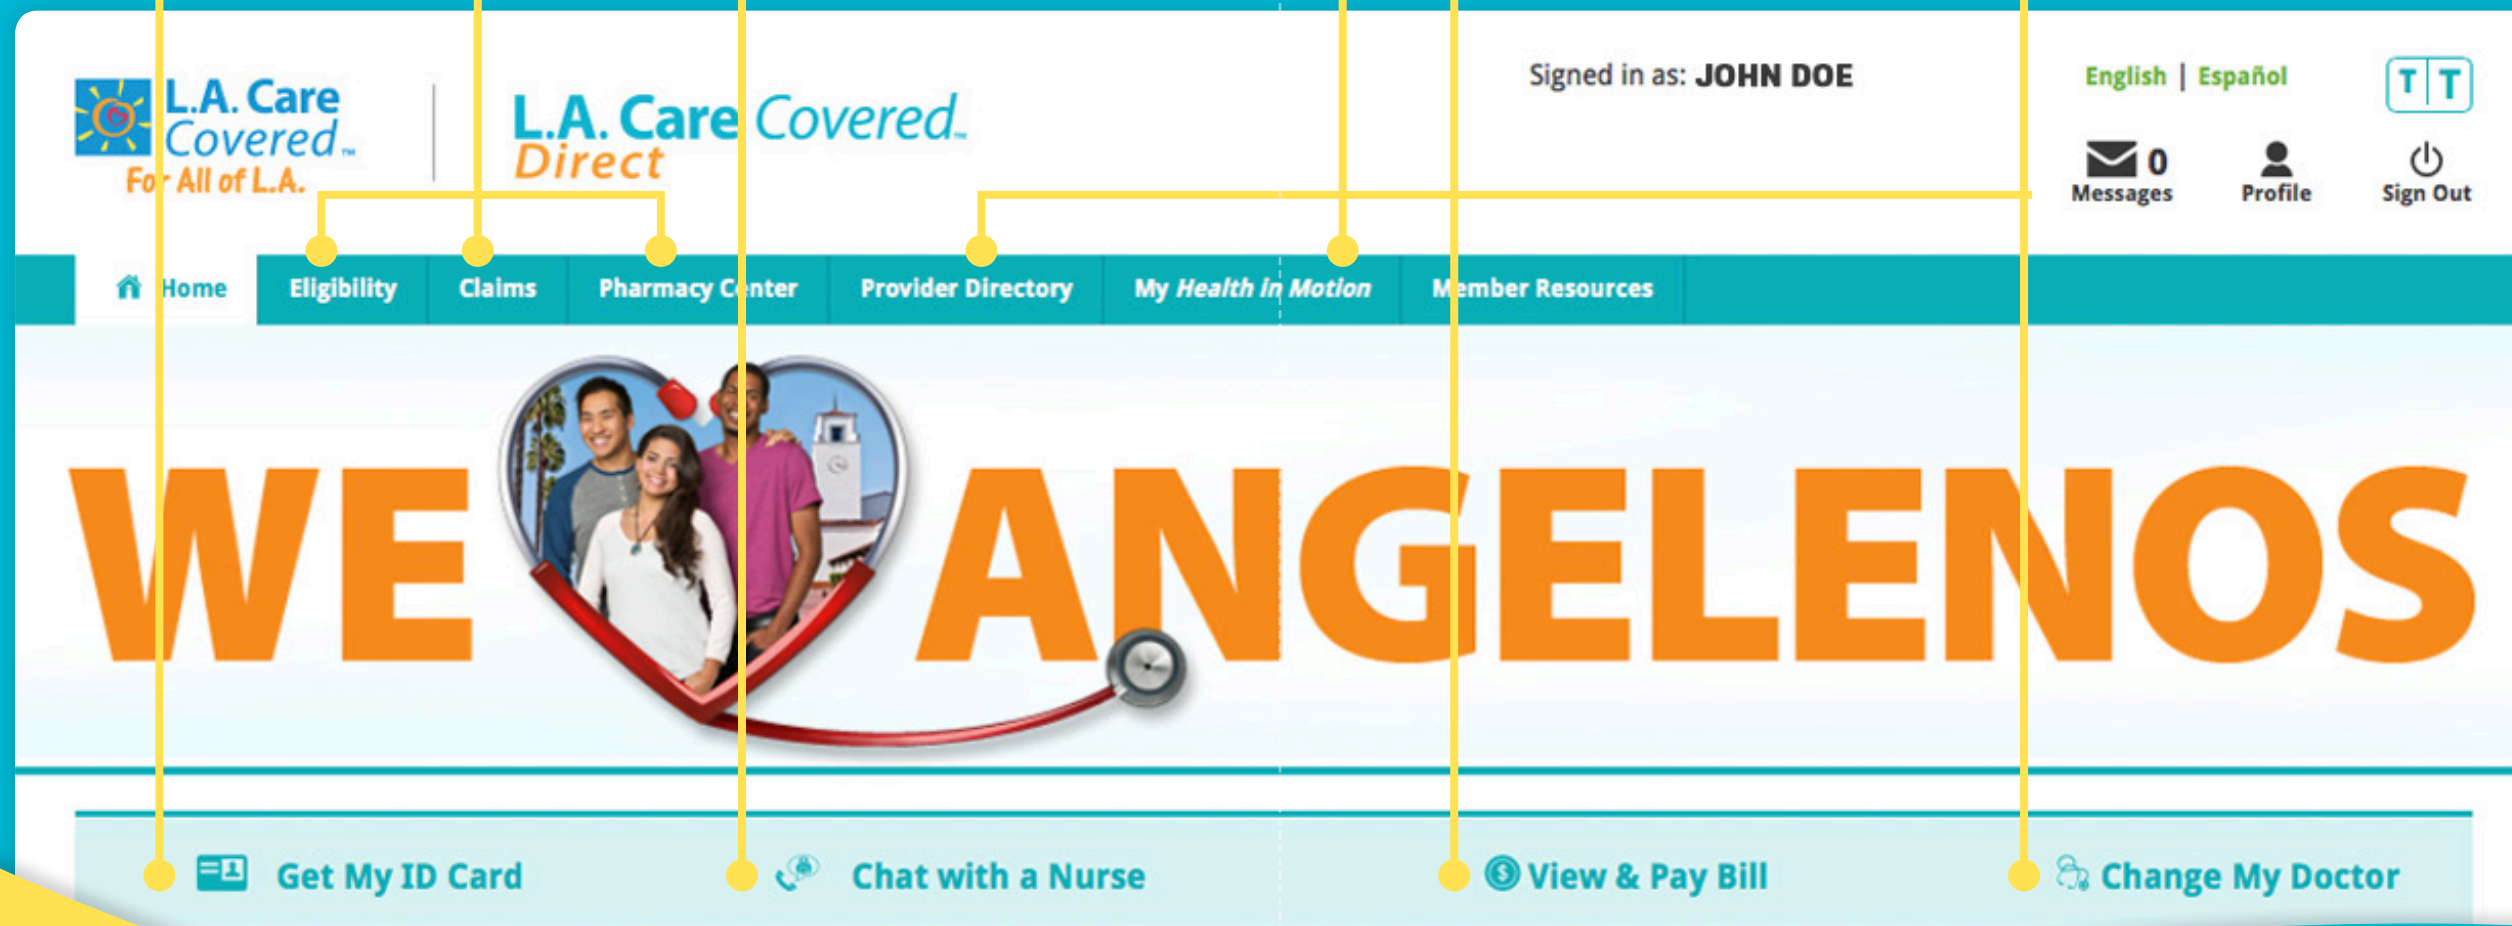 L.A. Care
Covered™
For All of L.A.
L.A. Care Covered™
Direct
Signed in as: JOHN DOE
English | Español
T T
0
Messages
Profile
Sign Out
Home
Eligibility
Claims
Pharmacy Center
Provider Directory
My Health in Motion
Member Resources
WE ANGELENOS
Get My ID Card
Chat with a Nurse
View & Pay Bill
Change My Doctor